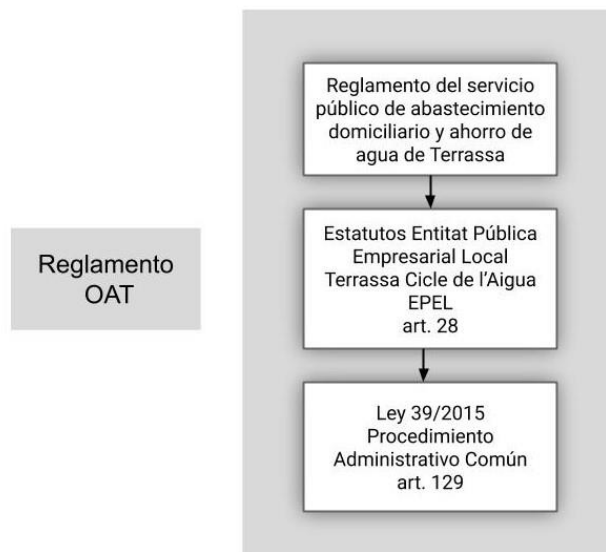 Reglamento
OAT
Reglamento del servicio
público de abastecimiento
domiciliario y ahorro de
agua de Terrassa
Estatutos Entitat Pública
Empresarial Local
Terrassa Cicle de l’Aigua
EPEL
art. 28
Ley 39/2015
Procedimiento
Administrativo Común
art. 129